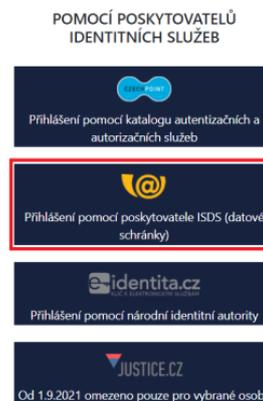 POMOCÍ POSKYTOVATELŮ
IDENTITNÍCH SLUŽEB
CZECH POINT
Přihlášení pomocí katalogu autentizačních a
autorizačních služeb
Přihlášení pomocí poskytovatele ISDS (datové
schránky)
e-identita.cz
KLÍČ K ELEKTRONICKÝM SLUŽBÁM
Přihlášení pomocí národní identitní autority
JUSTICE.CZ
Od 1.9.2021 omezeno pouze pro vybrané osob